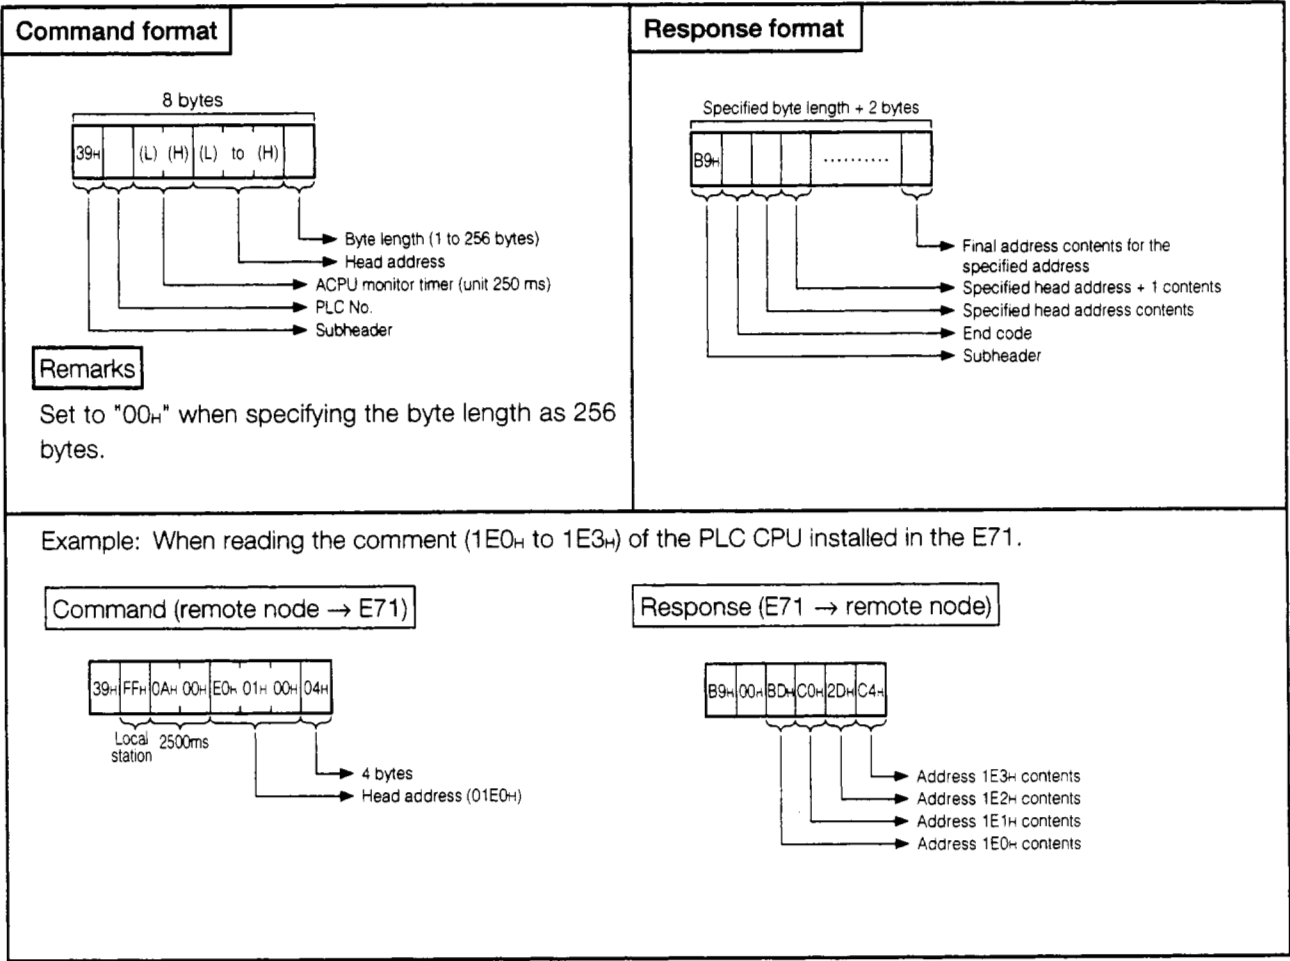 Command format
8 bytes
39H (L) (H) (L) to (H)
Byte length (1 to 256 bytes)
Head address
ACPU monitor timer (unit 250 ms)
PLC No.
Subheader
Remarks
Set to "00H" when specifying the byte length as 256
bytes.
Response format
Specified byte length + 2 bytes
B9H ..........
Final address contents for the
specified address
Specified head address + 1 contents
Specified head address contents
End code
Subheader
Example: When reading the comment (1E0H to 1E3H) of the PLC CPU installed in the E71.
Command (remote node → E71)
39H FFH 0AH 00H E0H 01H 00H 04H
Local 2500ms
station
4 bytes
Head address (01E0H)
Response (E71 → remote node)
B9H 00H BDH C0H 2DH C4H
Address 1E3H contents
Address 1E2H contents
Address 1E1H contents
Address 1E0H contents